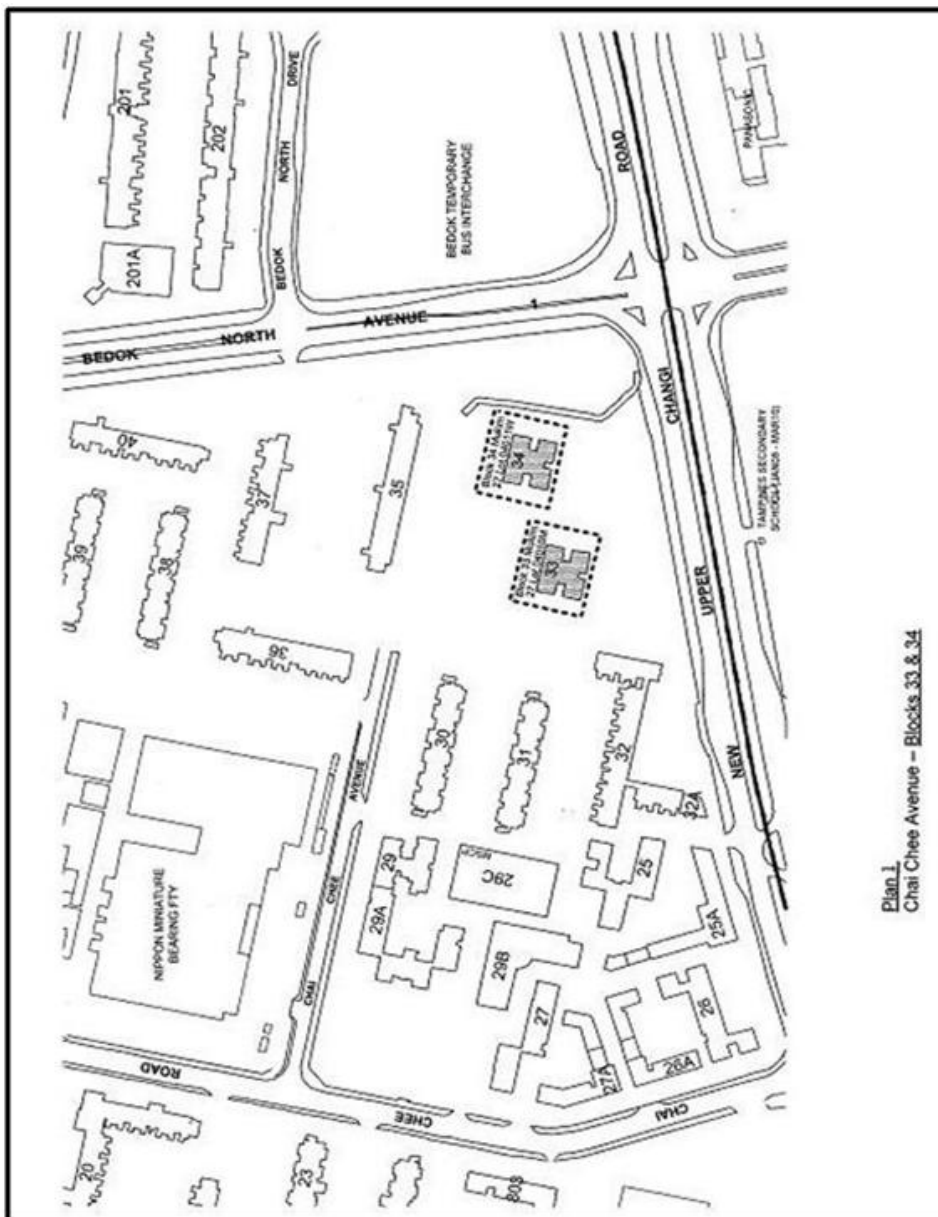 201
202
201A
BEDOK NORTH DRIVE
BEDOK TEMPORARY
BUS INTERCHANGE
ROAD
PANASONIC
BEDOK NORTH AVENUE 1
40
39
38
37
36
35
34
33
CHANGI
UPPER
NEW
TAMPINES SECONDARY
NIPPON MINIATURE
BEARING FTY
CHAI CHEE AVENUE
30
31
32
32A
29
29A
29C
MSCP
29B
25
25A
27
27A
26
26A
ROAD
CHEE
CHAI
20
23
803
Plan 1
Chai Chee Avenue – Blocks 33 & 34